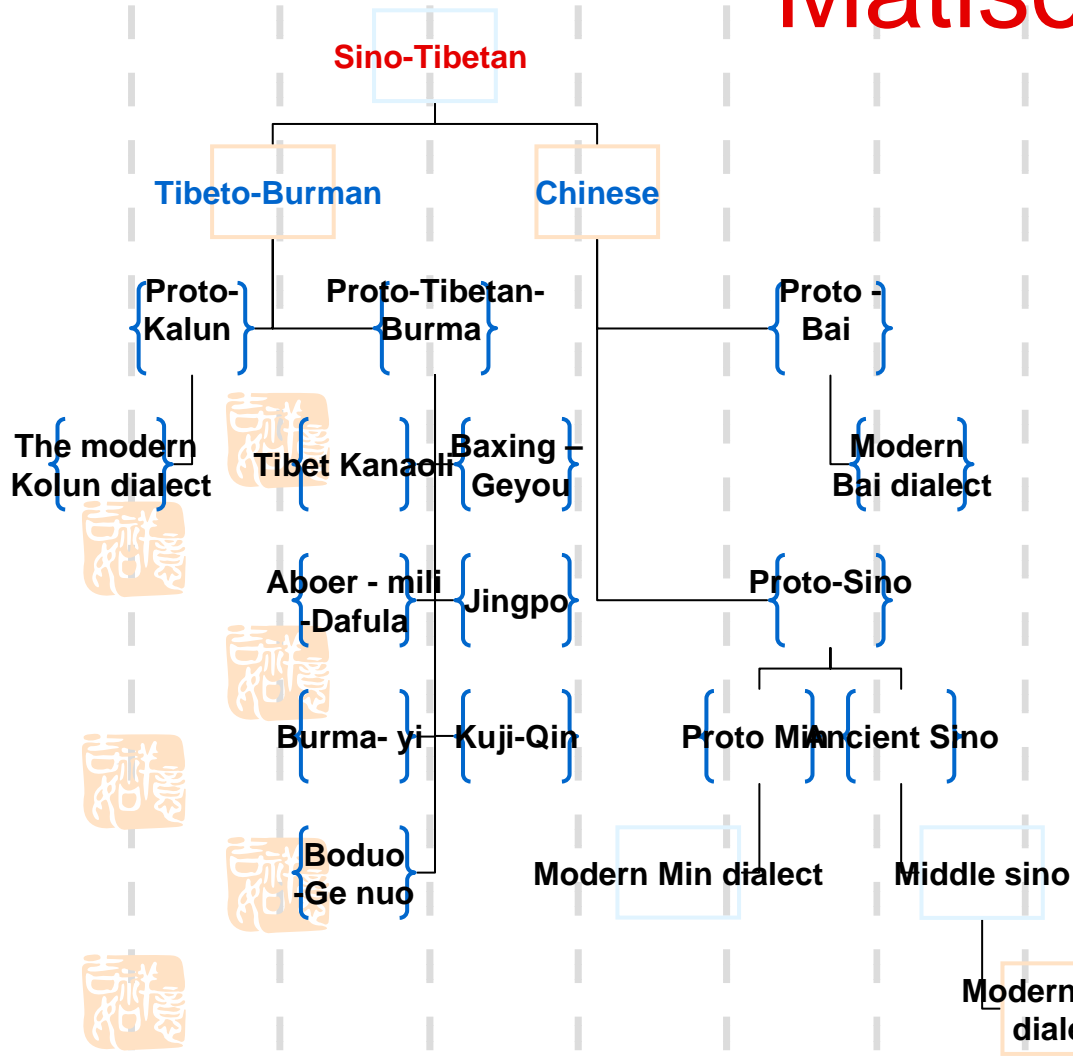 Sino-Tibetan
Tibeto-Burman
Chinese
Proto-
Kalun
Proto-Tibetan-
Burma
Proto -
Bai
The modern
Kolun dialect
Tibet Kanaoli
Baxing –
Geyou
Modern
Bai dialect
Aboer - mili
-Dafula
Jingpo
Proto-Sino
Burma- yi
Kuji-Qin
Proto Min
Ancient Sino
Boduo
-Ge nuo
Modern Min dialect
Middle sino
Modern